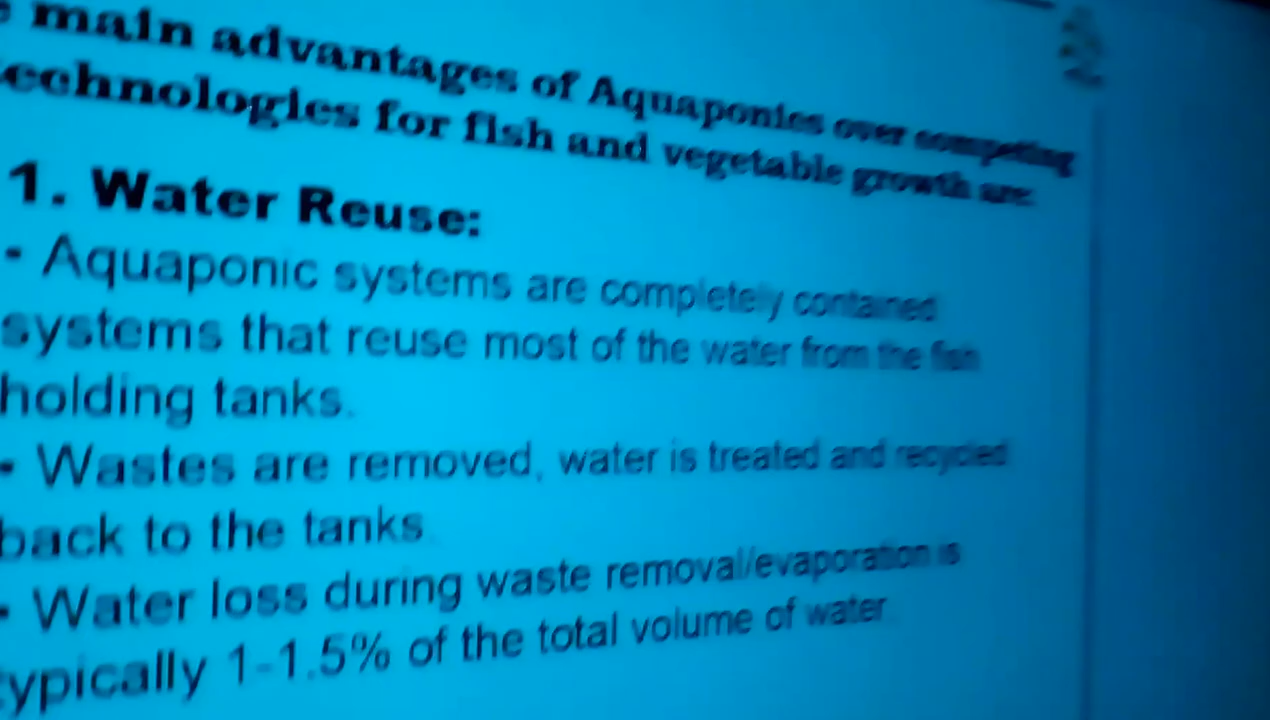 main advantages of Aquaponics over competing
echnologies for fish and vegetable growth are:
1. Water Reuse:
- Aquaponic systems are completely contained
systems that reuse most of the water from the fish
holding tanks.
- Wastes are removed, water is treated and recycled
back to the tanks.
- Water loss during waste removal/evaporation is
typically 1-1.5% of the total volume of water